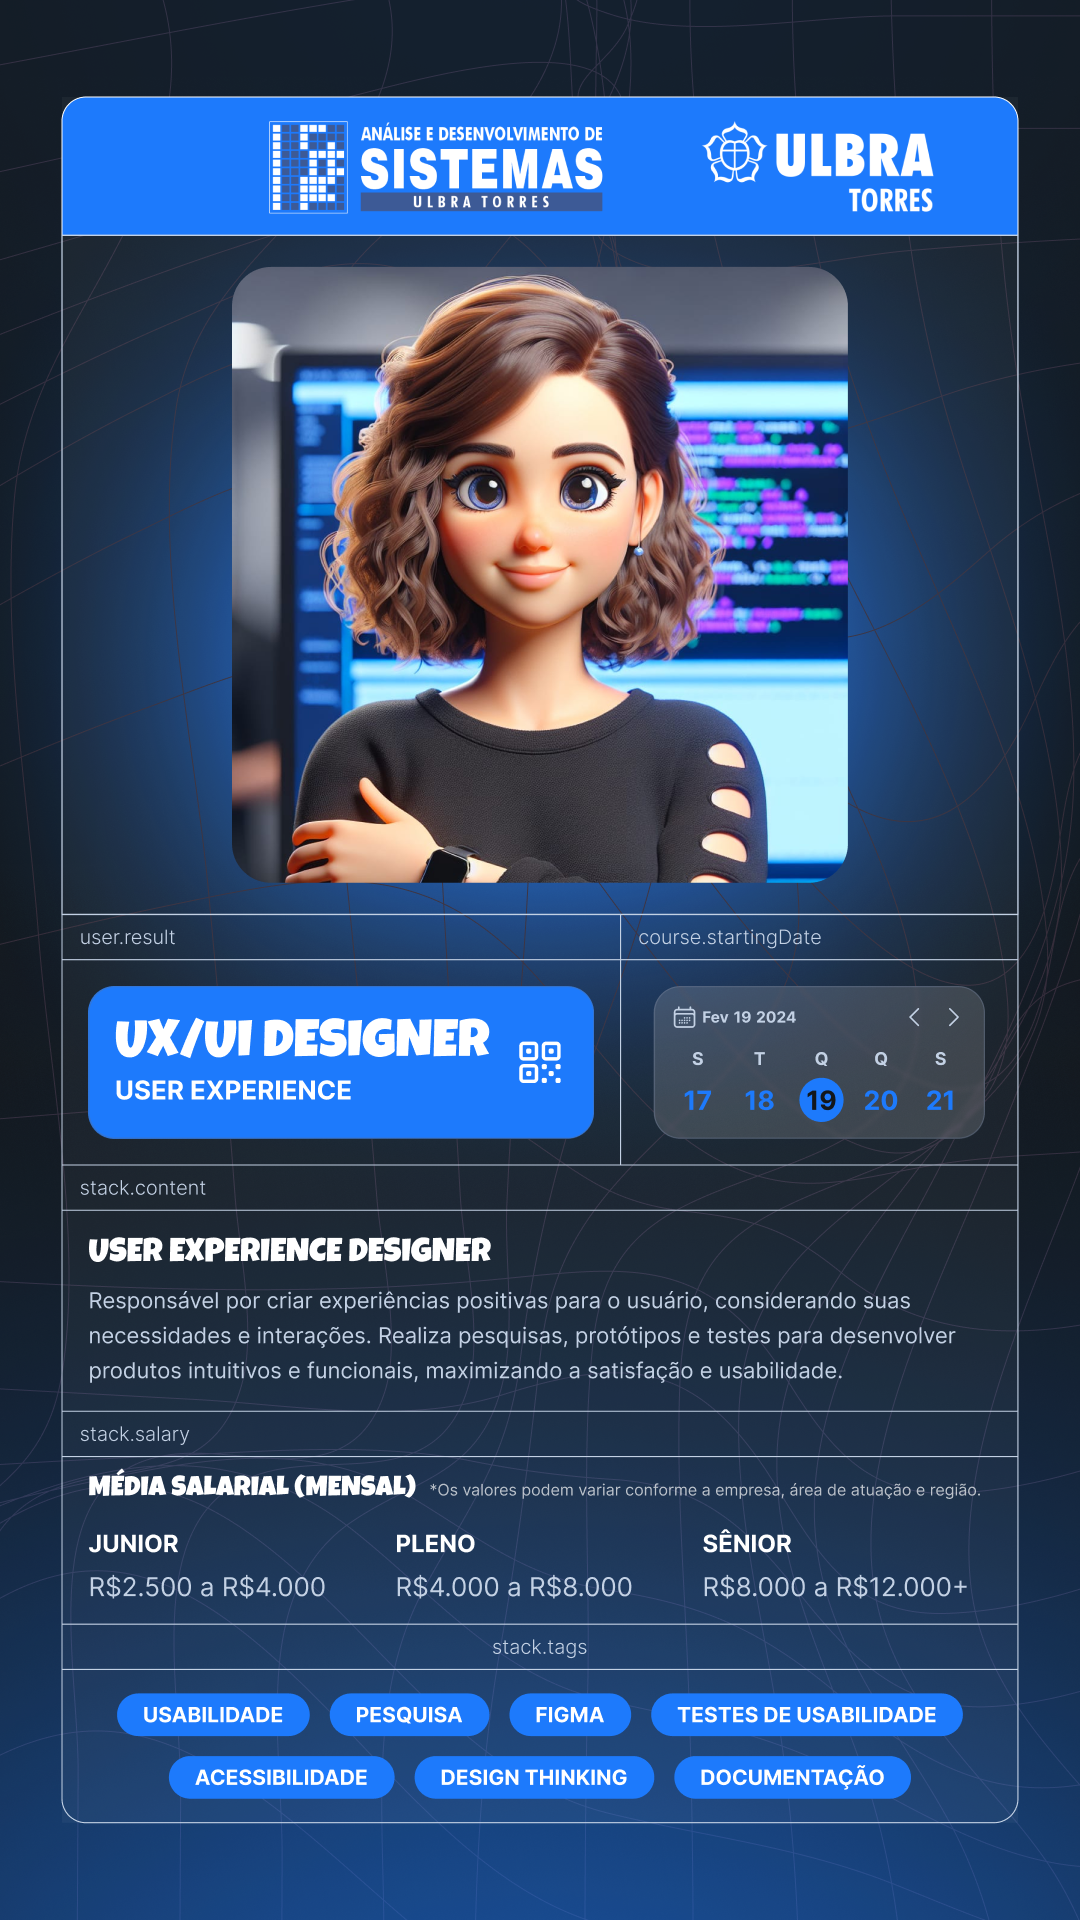 ANÁLISE E DESENVOLVIMENTO DE
SISTEMAS
ULBRA TORRES
ULBRA
TORRES
user.result
course.startingDate
UX/UI DESIGNER
USER EXPERIENCE
Fev 19 2024
S T Q Q S
17 18 19 20 21
stack.content
USER EXPERIENCE DESIGNER
Responsável por criar experiências positivas para o usuário, considerando suas
necessidades e interações. Realiza pesquisas, protótipos e testes para desenvolver
produtos intuitivos e funcionais, maximizando a satisfação e usabilidade.
stack.salary
MÉDIA SALARIAL (MENSAL) *Os valores podem variar conforme a empresa, área de atuação e região.
JUNIOR PLENO SÊNIOR
R$2.500 a R$4.000 R$4.000 a R$8.000 R$8.000 a R$12.000+
stack.tags
USABILIDADE PESQUISA FIGMA TESTES DE USABILIDADE
ACESSIBILIDADE DESIGN THINKING DOCUMENTAÇÃO